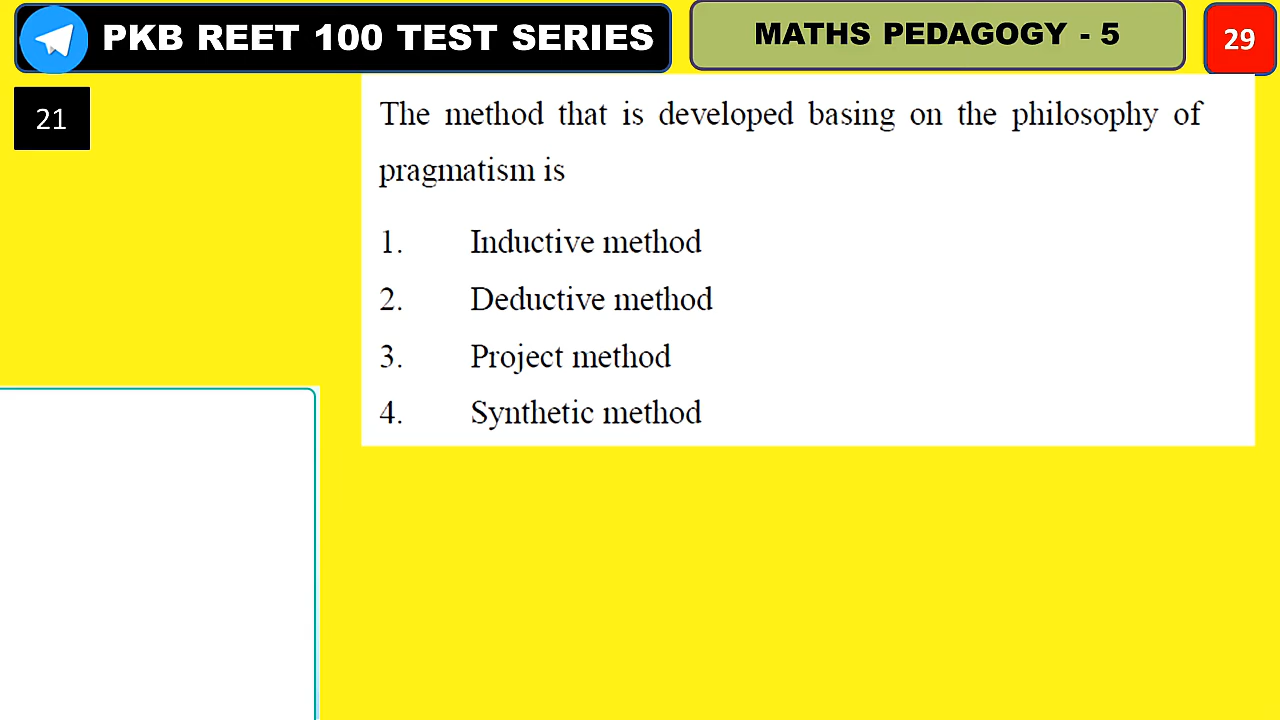 PKB REET 100 TEST SERIES
MATHS PEDAGOGY - 5
29
21
The method that is developed basing on the philosophy of
pragmatism is
1. Inductive method
2. Deductive method
3. Project method
4. Synthetic method